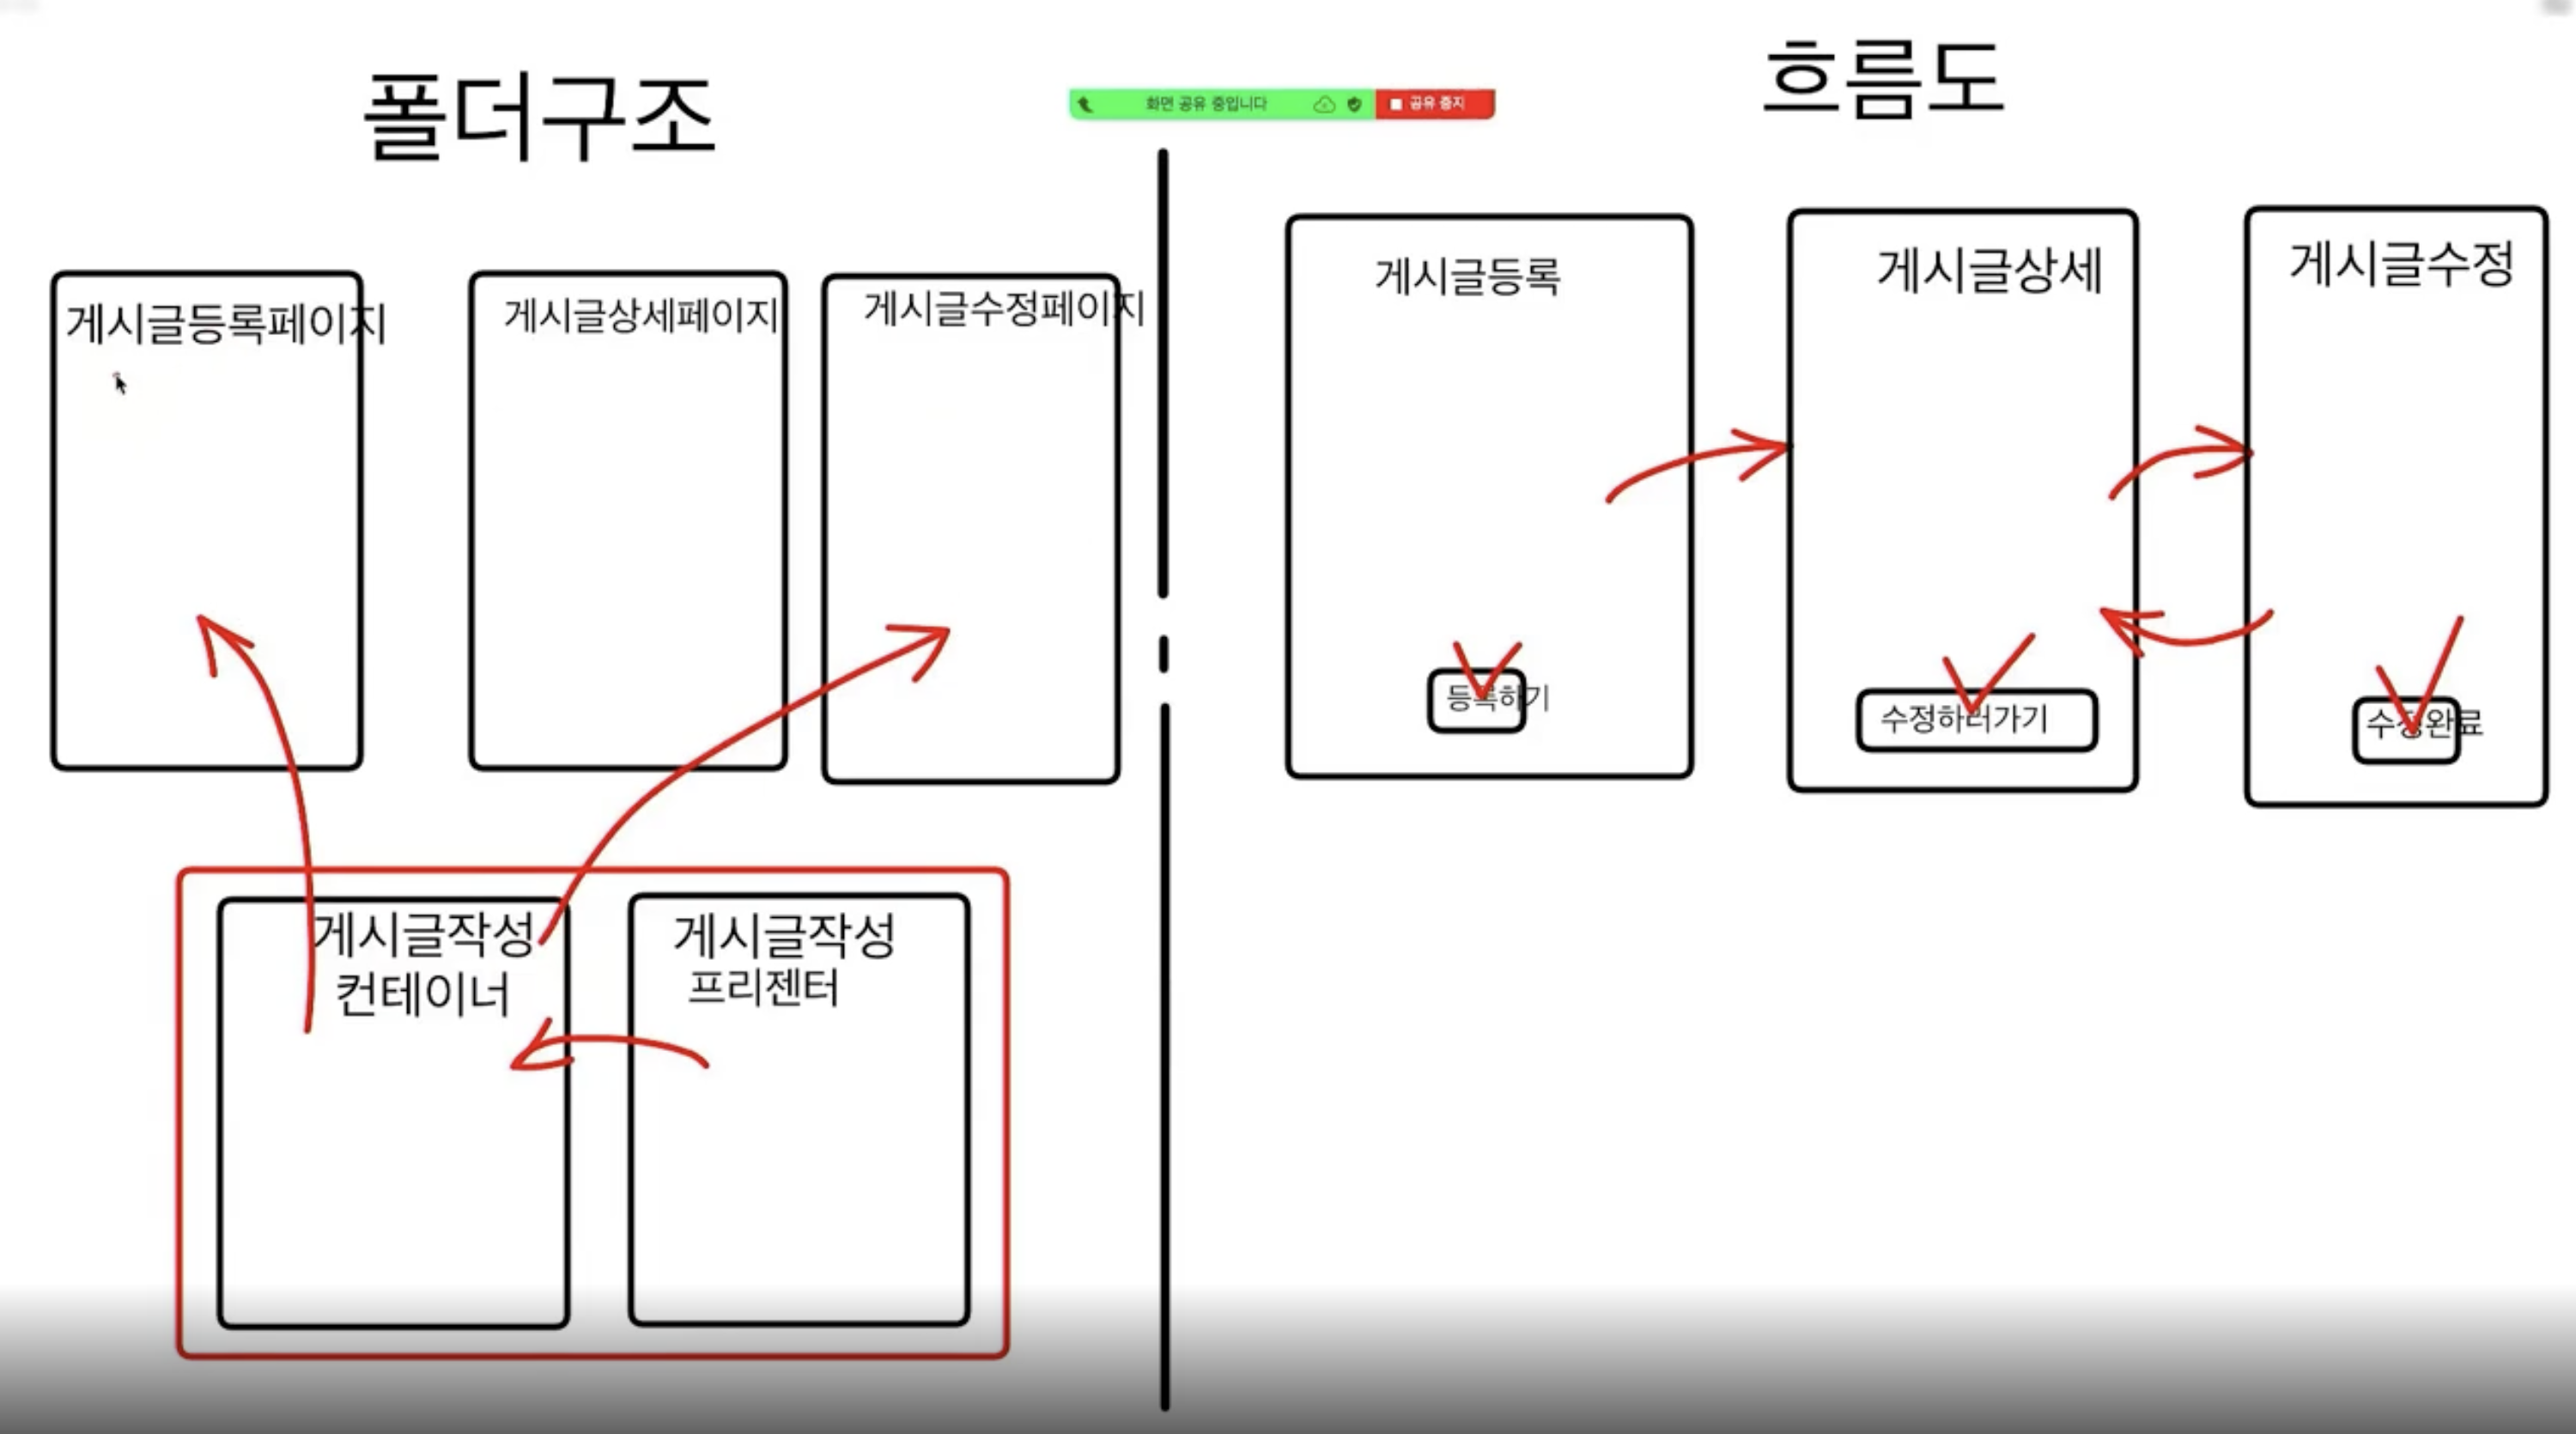 폴더구조
화면 공유 중입니다
공유 중지
흐름도
게시글등록페이지
게시글상세페이지
게시글수정페이지
게시글작성
컨테이너
게시글작성
프리젠터
게시글등록
등록하기
게시글상세
수정하러가기
게시글수정
수정완료